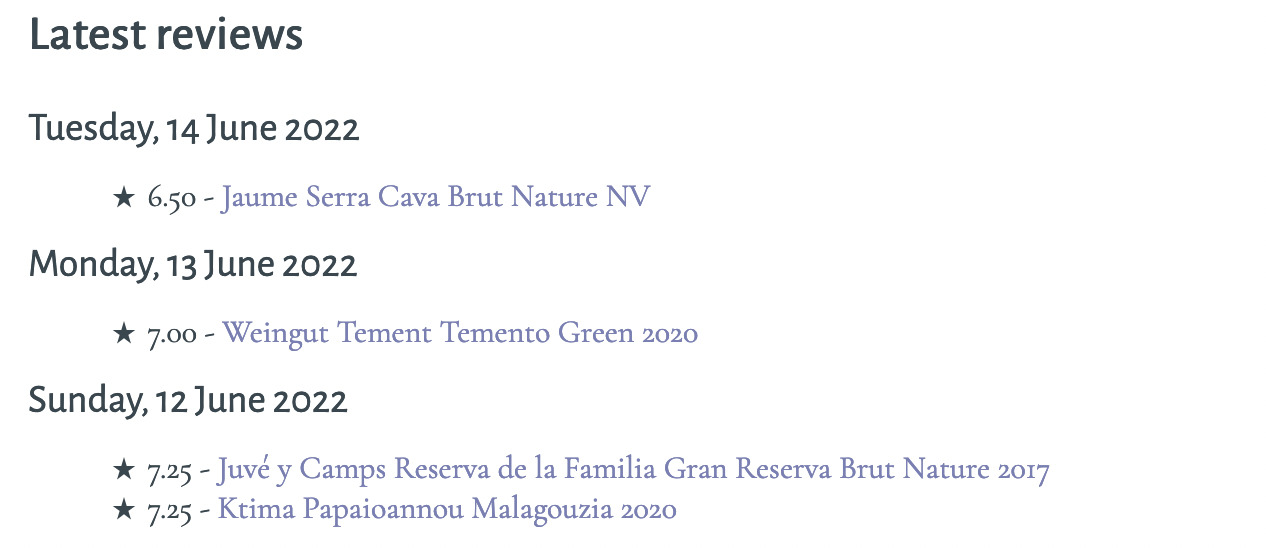 Latest reviews
Tuesday, 14 June 2022
★ 6.50 - Jaume Serra Cava Brut Nature NV
Monday, 13 June 2022
★ 7.00 - Weingut Tement Temento Green 2020
Sunday, 12 June 2022
★ 7.25 - Juvé y Camps Reserva de la Familia Gran Reserva Brut Nature 2017
★ 7.25 - Ktima Papaioannou Malagouzia 2020